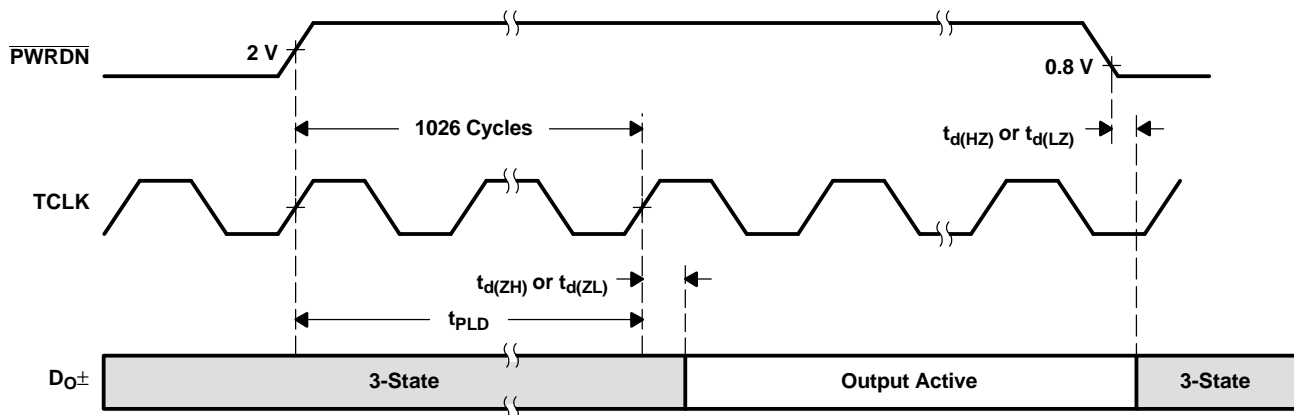 PWRDN
2 V
0.8 V
1026 Cycles
td(HZ) or td(LZ)
TCLK
td(ZH) or td(ZL)
tPLD
DO±
3-State
Output Active
3-State